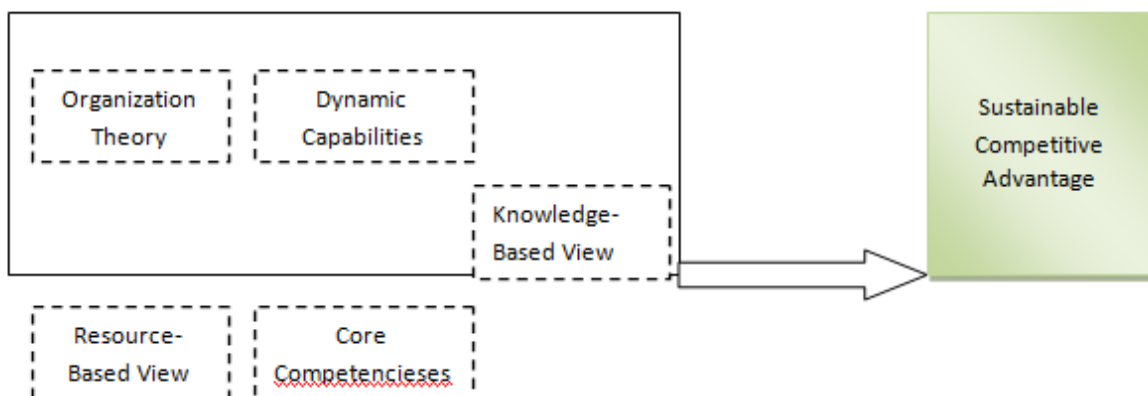 Organization
Theory
Dynamic
Capabilities
Sustainable
Competitive
Advantage
Knowledge-
Based View
Resource-
Based View
Core
Competencieses